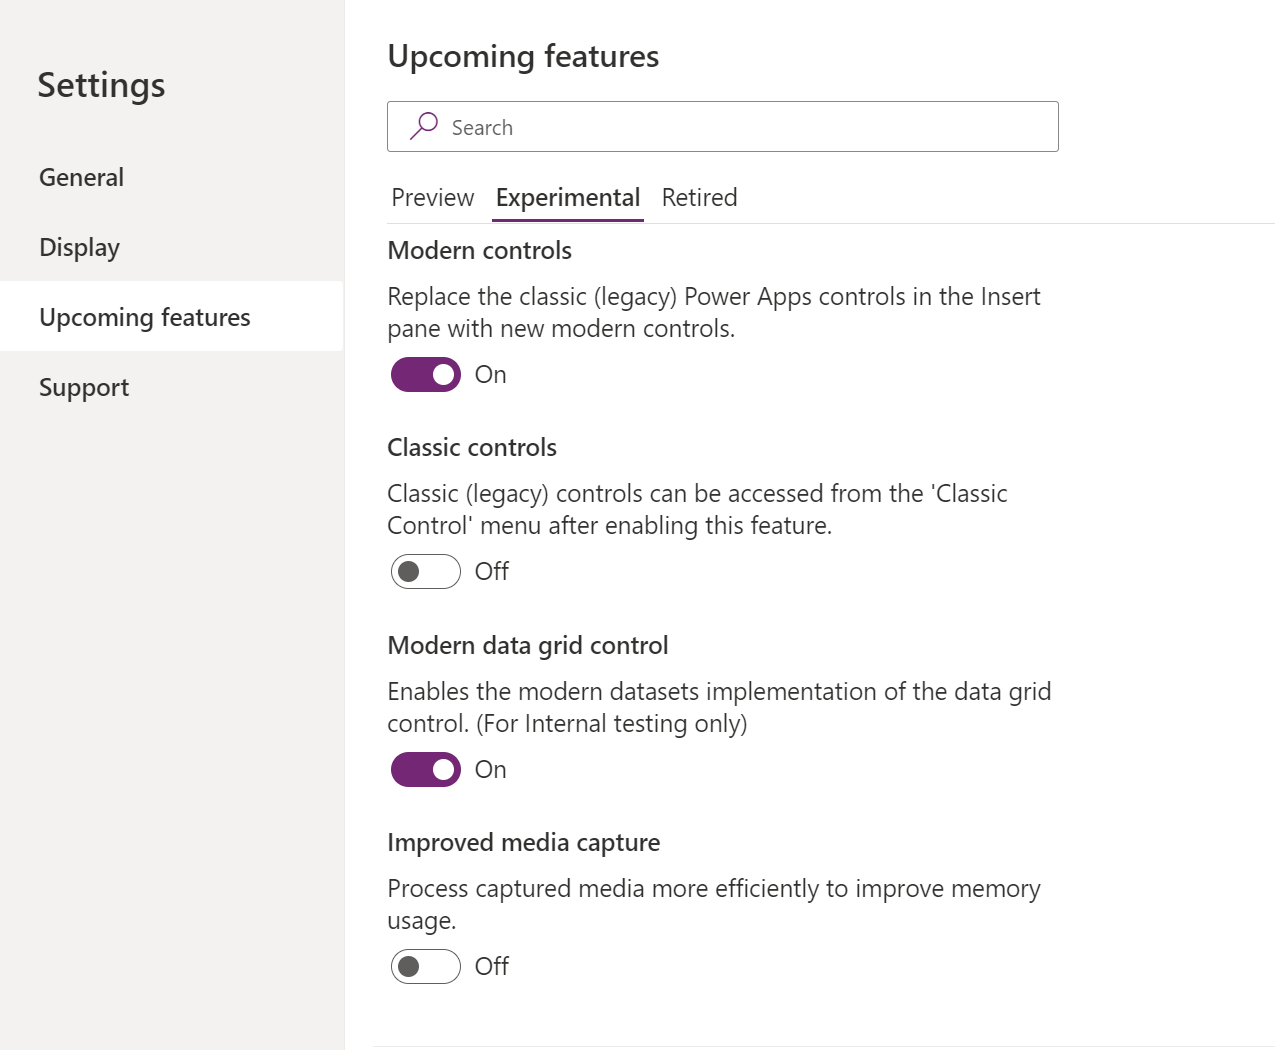 Settings
General
Display
Upcoming features
Support
Upcoming features
Search
Preview Experimental Retired
Modern controls
Replace the classic (legacy) Power Apps controls in the Insert
pane with new modern controls.
On
Classic controls
Classic (legacy) controls can be accessed from the 'Classic
Control' menu after enabling this feature.
Off
Modern data grid control
Enables the modern datasets implementation of the data grid
control. (For Internal testing only)
On
Improved media capture
Process captured media more efficiently to improve memory
usage.
Off